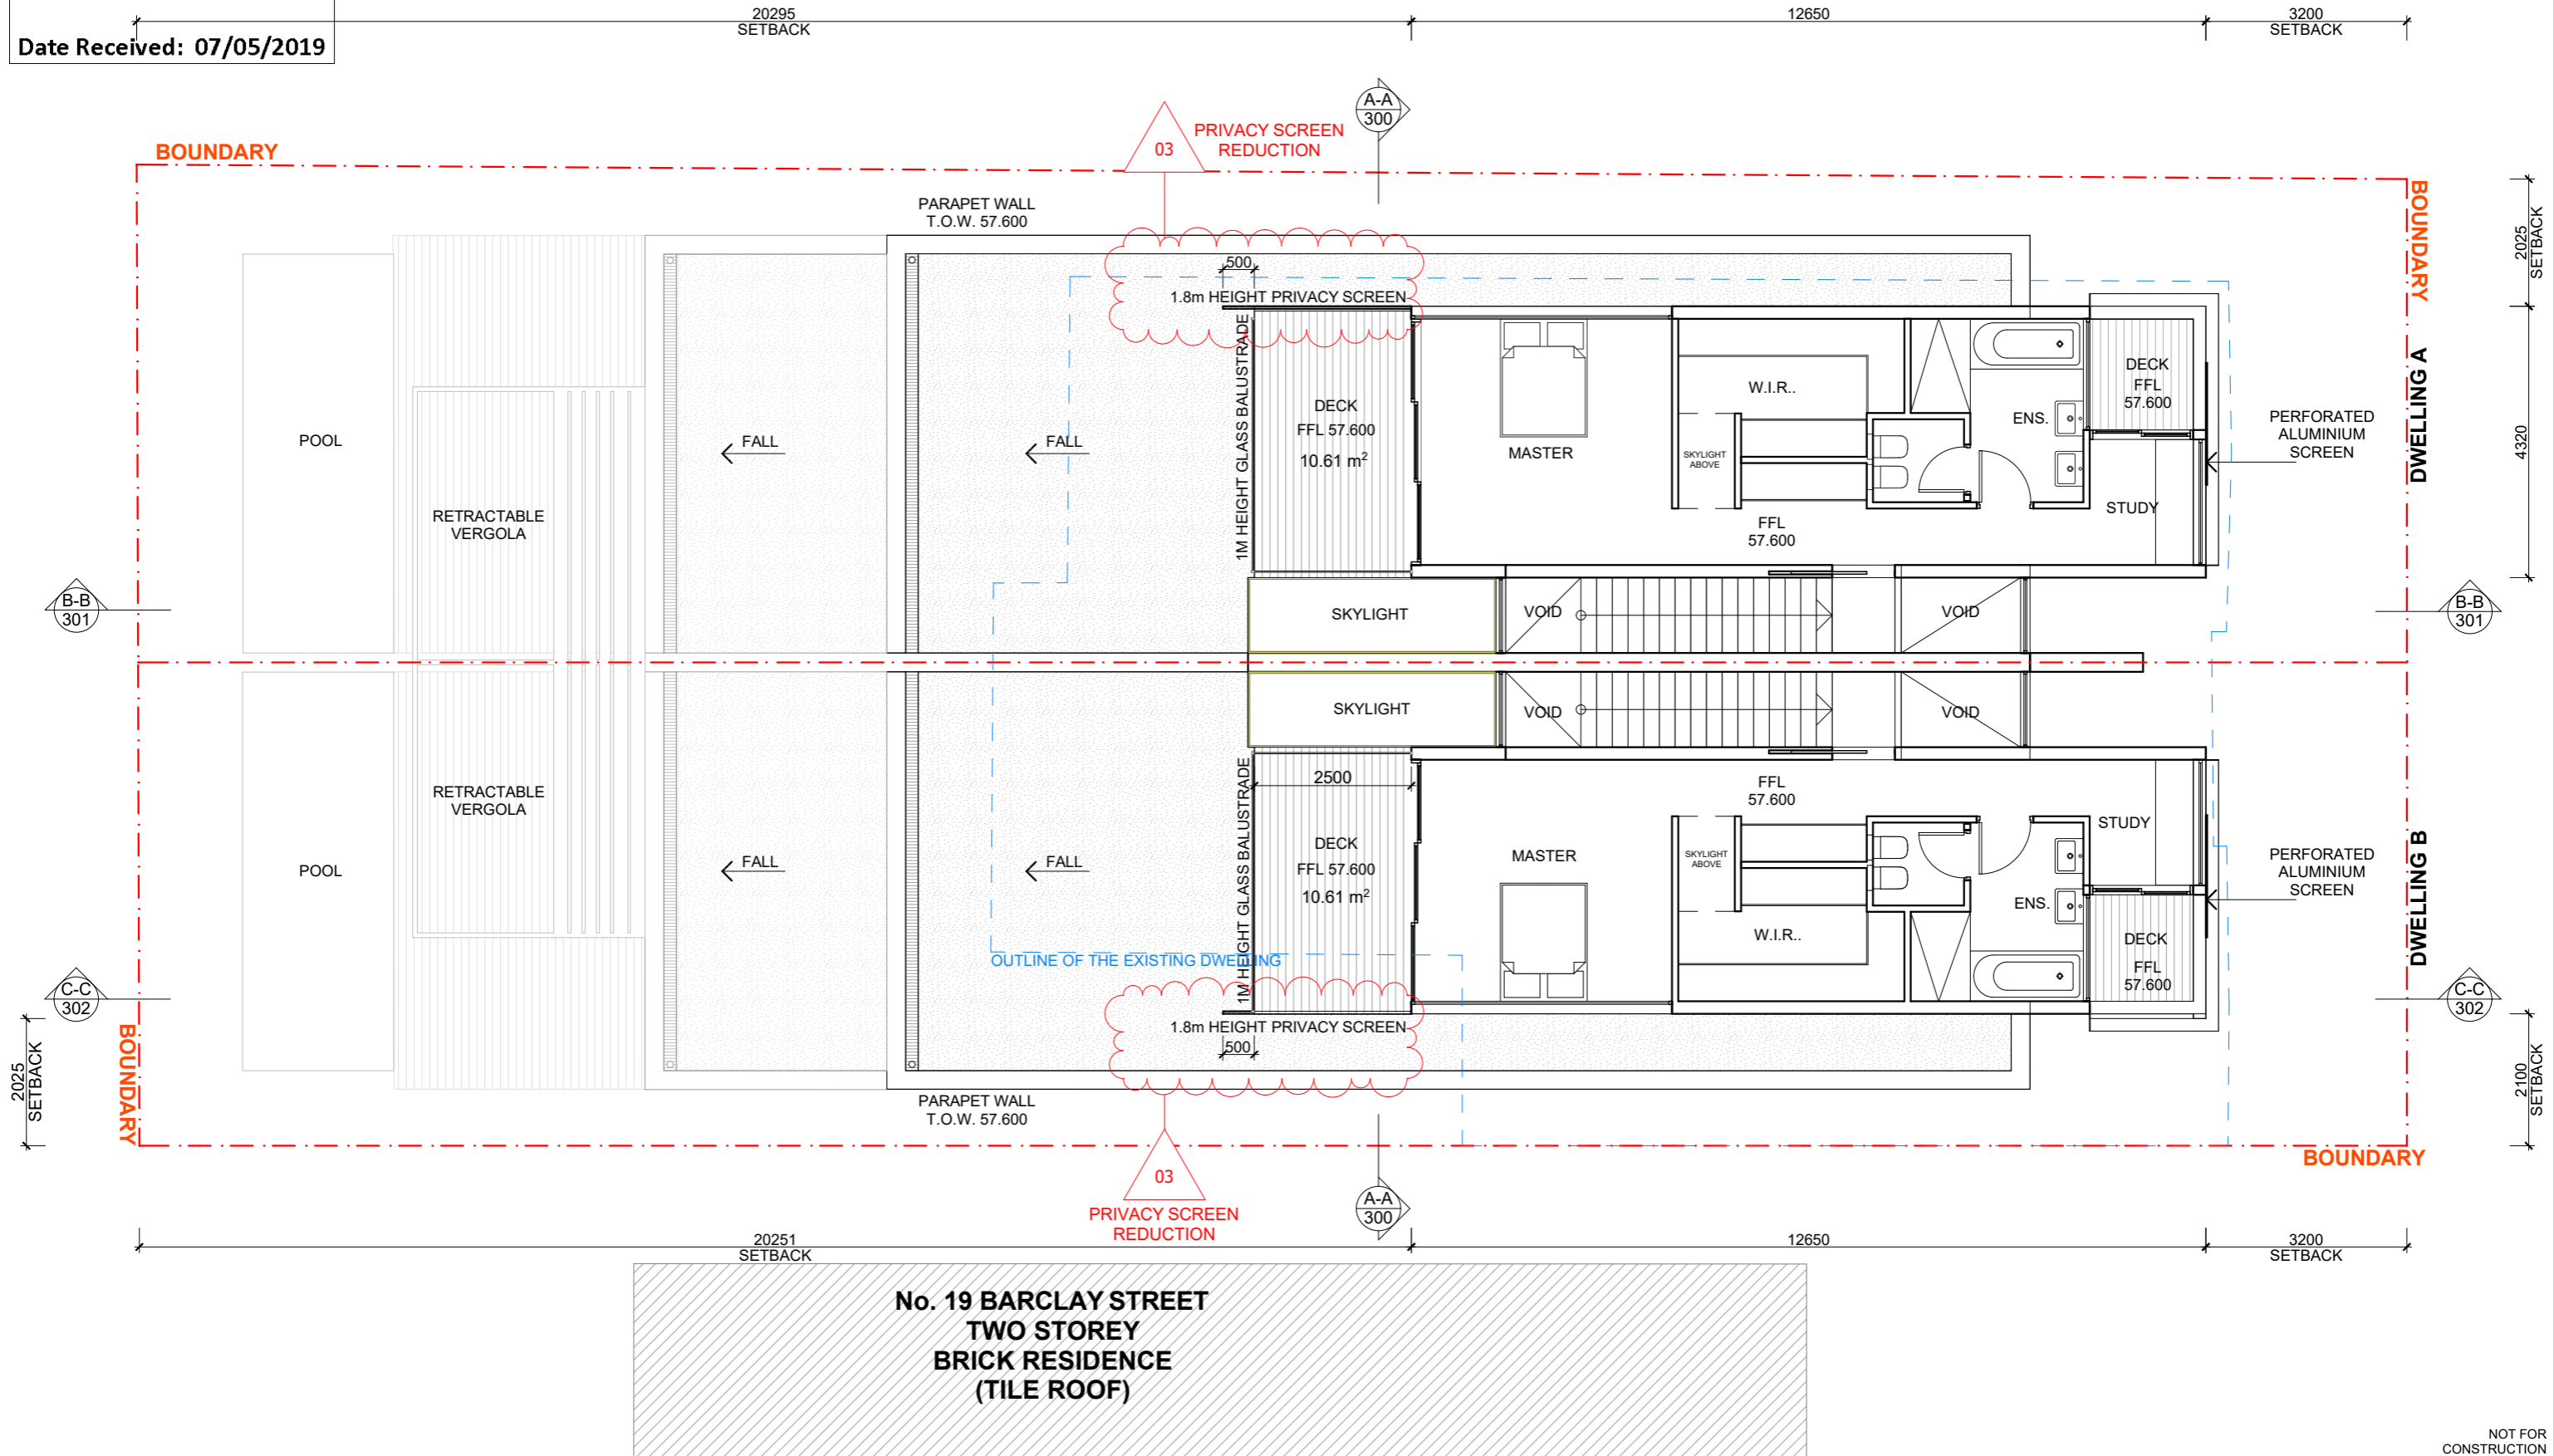 20295
SETBACK
12650
3200
SETBACK
Date Received: 07/05/2019
A-A
300
03
PRIVACY SCREEN
REDUCTION
BOUNDARY
BOUNDARY
2025
SETBACK
PARAPET WALL
T.O.W. 57.600
500
1.8m HEIGHT PRIVACY SCREEN
1M HEIGHT GLASS BALUSTRADE
DECK
FFL 57.600
10.61 m²
MASTER
W.I.R..
SKYLIGHT
ABOVE
ENS.
DECK
FFL
57.600
STUDY
FFL
57.600
PERFORATED
ALUMINIUM
SCREEN
DWELLING A
4320
POOL
RETRACTABLE
VERGOLA
FALL
FALL
B-B
301
SKYLIGHT
VOID
VOID
B-B
301
SKYLIGHT
VOID
VOID
2500
1M HEIGHT GLASS BALUSTRADE
DECK
FFL 57.600
10.61 m²
MASTER
FFL
57.600
SKYLIGHT
ABOVE
W.I.R..
ENS.
STUDY
DECK
FFL
57.600
PERFORATED
ALUMINIUM
SCREEN
DWELLING B
RETRACTABLE
VERGOLA
POOL
FALL
FALL
OUTLINE OF THE EXISTING DWELLING
C-C
302
C-C
302
2025
SETBACK
BOUNDARY
1.8m HEIGHT PRIVACY SCREEN
500
2100
SETBACK
PARAPET WALL
T.O.W. 57.600
BOUNDARY
03
PRIVACY SCREEN
REDUCTION
A-A
300
20251
SETBACK
12650
3200
SETBACK
No. 19 BARCLAY STREET
TWO STOREY
BRICK RESIDENCE
(TILE ROOF)
NOT FOR
CONSTRUCTION